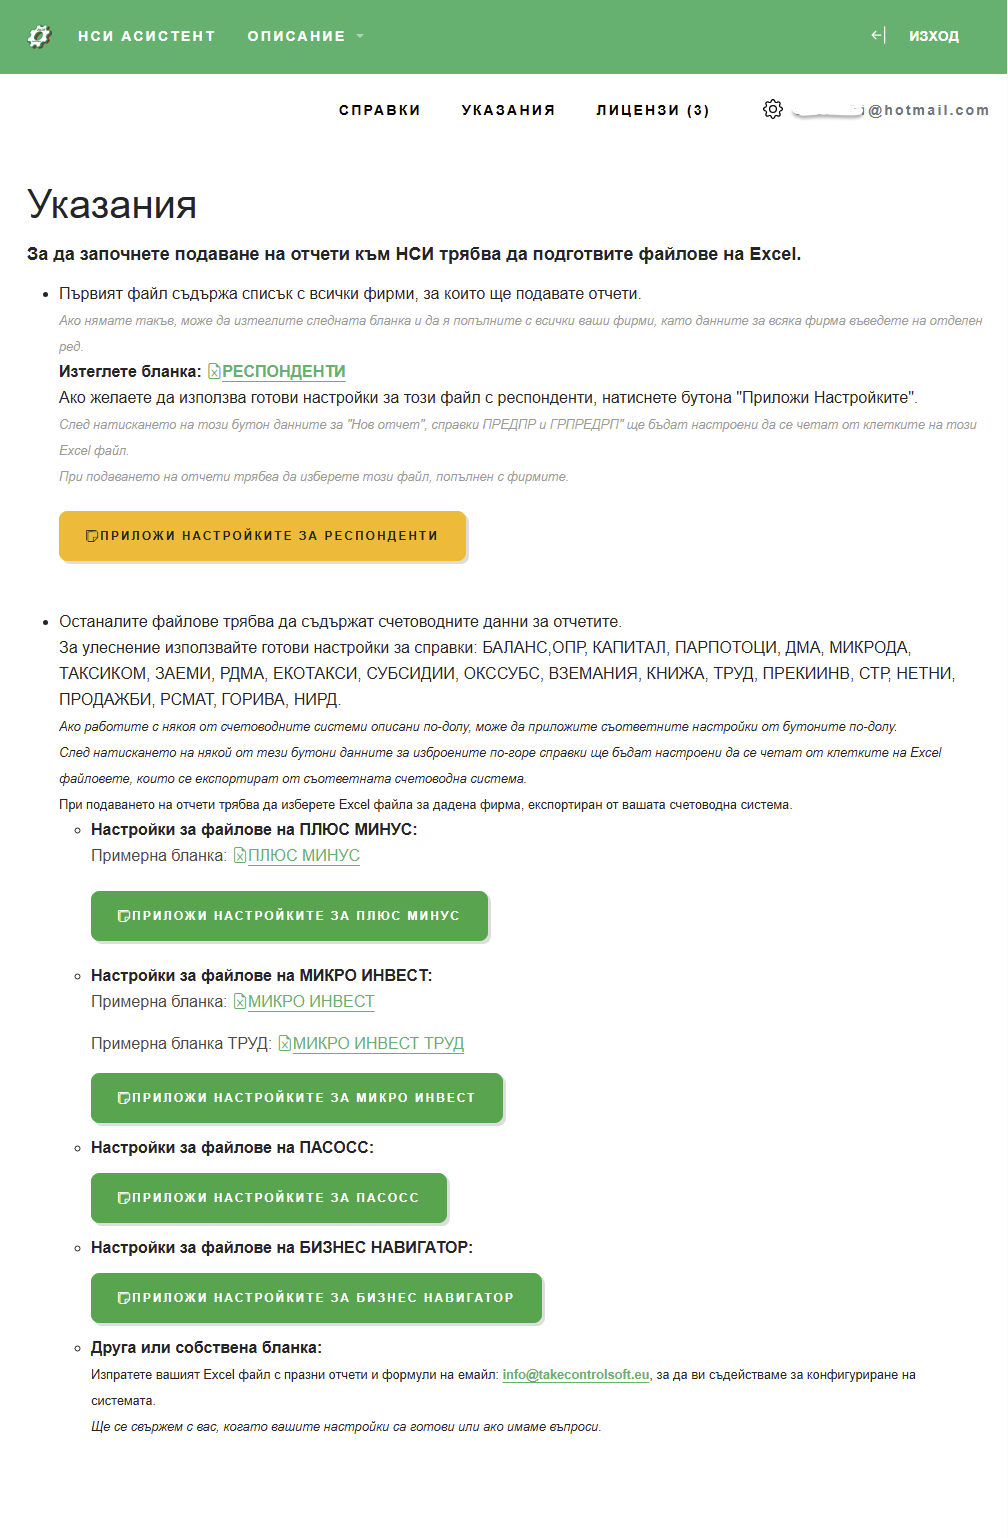 НСИ АСИСТЕНТ ОПИСАНИЕ ИЗХОД
СПРАВКИ УКАЗАНИЯ ЛИЦЕНЗИ (3) @hotmail.com
Указания
За да започнете подаване на отчети към НСИ трябва да подготвите файлове на Excel.
Първият файл съдържа списък с всички фирми, за които ще подавате отчети.
Ако нямате такъв, може да изтеглите следната бланка и да я попълните с всички ваши фирми, като данните за всяка фирма въведете на отделен
ред.
Изтеглете бланка: РЕСПОНДЕНТИ
Ако желаете да използва готови настройки за този файл с респонденти, натиснете бутона "Приложи Настройките".
След натискането на този бутон данните за "Нов отчет", справки ПРЕДПР и ГРПРЕДРП" ще бъдат настроени да се четат от клетките на този
Excel файл.
При подаването на отчети трябва да изберете този файл, попълнен с фирмите.
ПРИЛОЖИ НАСТРОЙКИТЕ ЗА РЕСПОНДЕНТИ
Останалите файлове трябва да съдържат счетоводните данни за отчетите.
За улеснение използвайте готови настройки за справки: БАЛАНС,ОПР, КАПИТАЛ, ПАРПОТОЦИ, ДМА, МИКРОДА,
ТАКСИКОМ, ЗАЕМИ, РДМА, ЕКОТАКСИ, СУБСИДИИ, ОКССУБС, ВЗЕМАНИЯ, КНИЖА, ТРУД, ПРЕКИИНВ, СТР, НЕТНИ,
ПРОДАЖБИ, РСМАТ, ГОРИВА, НИРД.
Ако работите с някоя от счетоводните системи описани по-долу, може да приложите съответните настройки от бутоните по-долу.
След натискането на някой от тези бутони данните за изброените по-горе справки ще бъдат настроени да се четат от клетките на Excel
файловете, които се експортират от съответната счетоводна система.
При подаването на отчети трябва да изберете Excel файла за дадена фирма, експортиран от вашата счетоводна система.
Настройки за файлове на ПЛЮС МИНУС:
Примерна бланка: ПЛЮС МИНУС
ПРИЛОЖИ НАСТРОЙКИТЕ ЗА ПЛЮС МИНУС
Настройки за файлове на МИКРО ИНВЕСТ:
Примерна бланка: МИКРО ИНВЕСТ
Примерна бланка ТРУД: МИКРО ИНВЕСТ ТРУД
ПРИЛОЖИ НАСТРОЙКИТЕ ЗА МИКРО ИНВЕСТ
Настройки за файлове на ПАСОСС:
ПРИЛОЖИ НАСТРОЙКИТЕ ЗА ПАСОСС
Настройки за файлове на БИЗНЕС НАВИГАТОР:
ПРИЛОЖИ НАСТРОЙКИТЕ ЗА БИЗНЕС НАВИГАТОР
Друга или собствена бланка:
Изпратете вашият Excel файл с празни отчети и формули на емайл: info@takecontrolsoft.eu, за да ви съдействаме за конфигуриране на
системата.
Ще се свържем с вас, когато вашите настройки са готови или ако имаме въпроси.